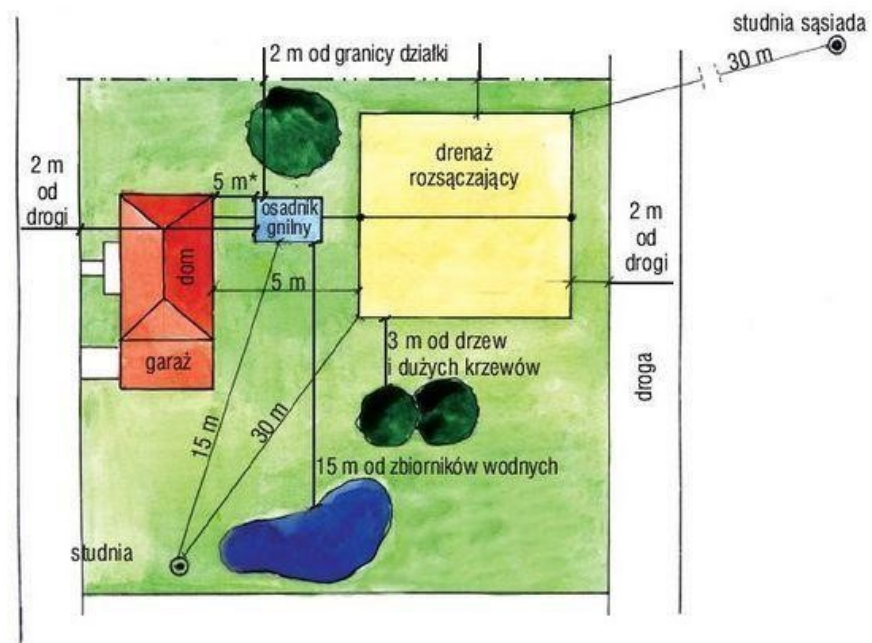 studnia sąsiada
30 m
2 m od granicy działki
drenaż
rozsączający
2 m
od
drogi
5 m*
osadnik
gnilny
2 m
od
drogi
dom
5 m
garaż
3 m od drzew
i dużych krzewów
droga
15 m
30 m
15 m od zbiorników wodnych
studnia